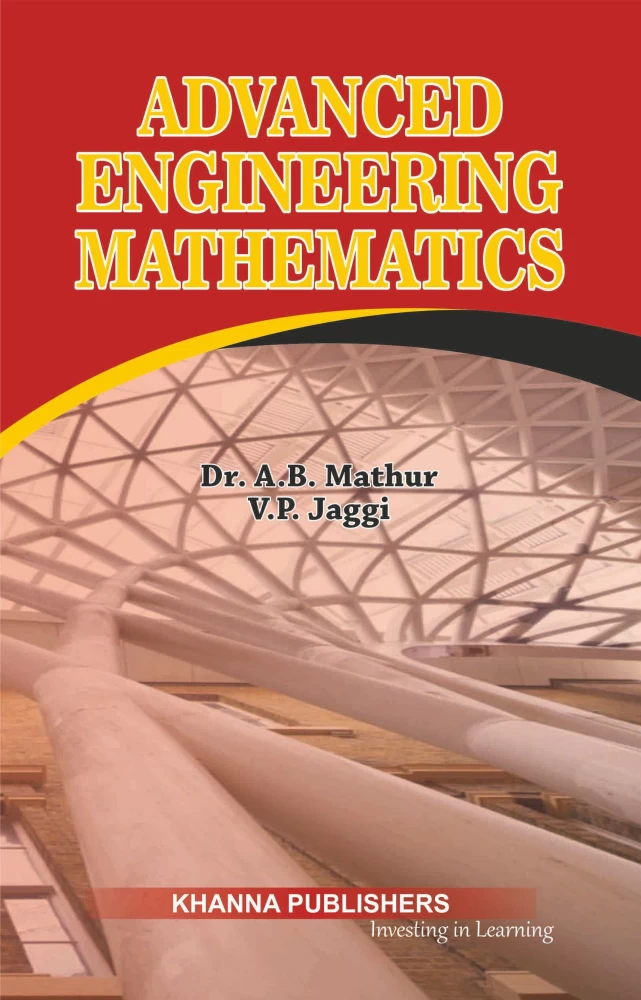 ADVANCED
ENGINEERING
MATHEMATICS
Dr. A.B. Mathur
V.P. Jaggi
KHANNA PUBLISHERS
Investing in Learning